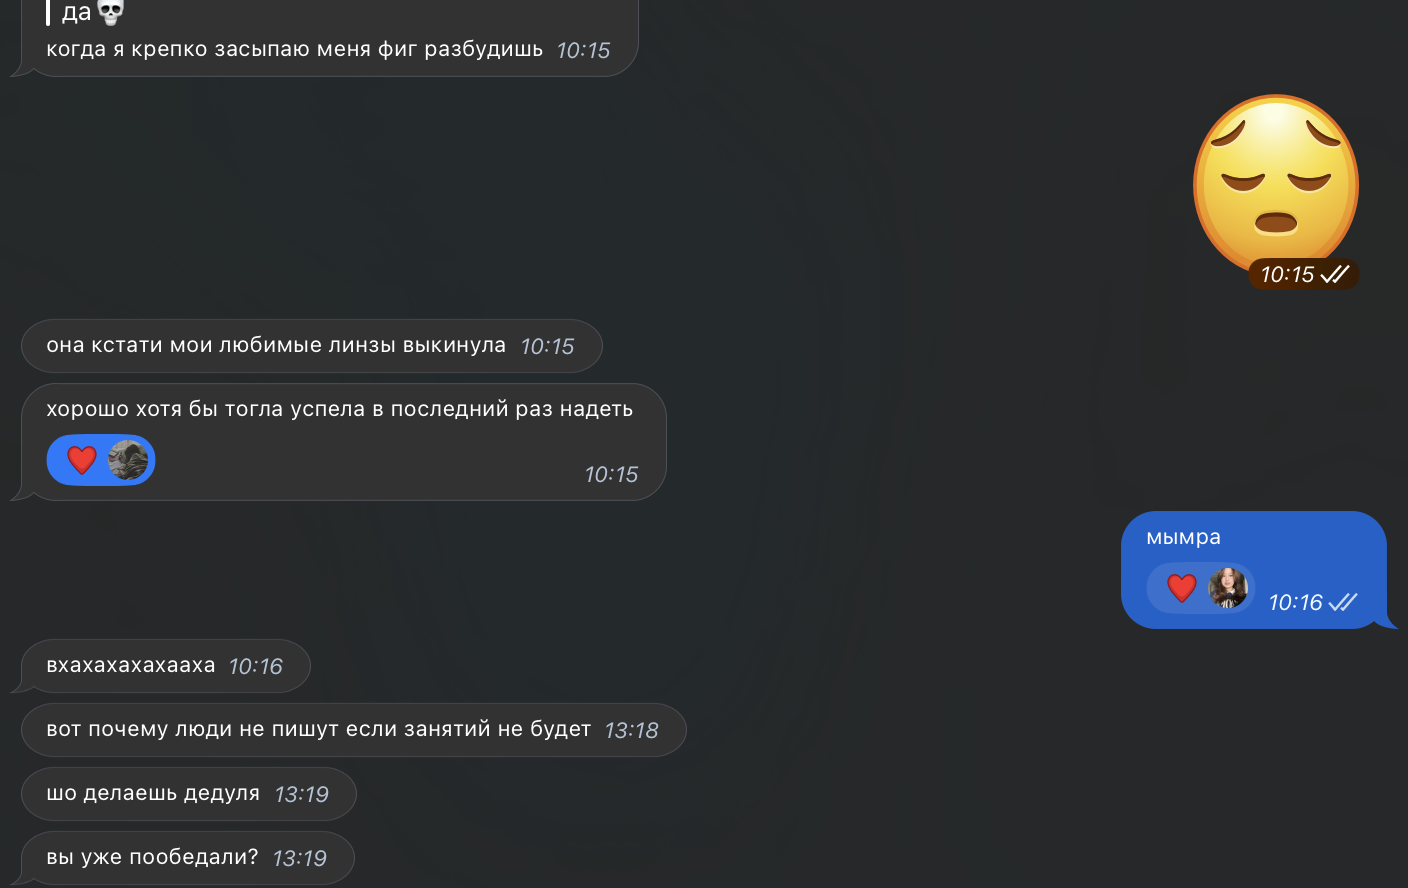 да💀
когда я крепко засыпаю меня фиг разбудишь 10:15
10:15
она кстати мои любимые линзы выкинула 10:15
хорошо хотя бы тогла успела в последний раз надеть
10:15
мымра
10:16
вхахахахахааха 10:16
вот почему люди не пишут если занятий не будет 13:18
шо делаешь дедуля 13:19
вы уже пообедали? 13:19